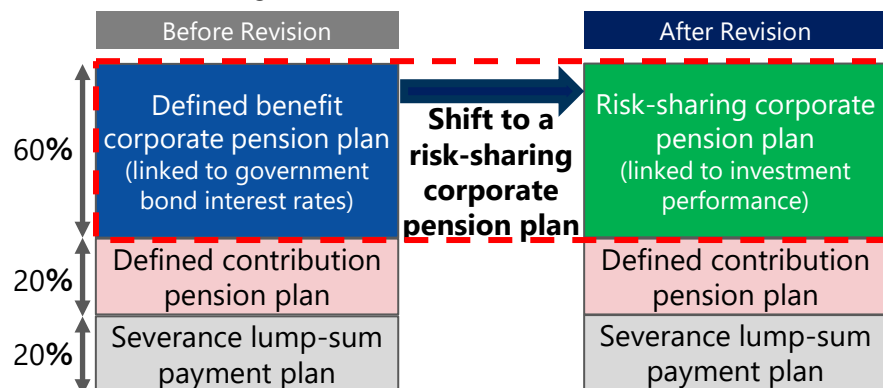 Before Revision
After Revision
60%
Defined benefit
corporate pension plan
(linked to government
bond interest rates)
Shift to a
risk-sharing
corporate
pension plan
Risk-sharing corporate
pension plan
(linked to investment
performance)
20%
Defined contribution
pension plan
Defined contribution
pension plan
20%
Severance lump-sum
payment plan
Severance lump-sum
payment plan